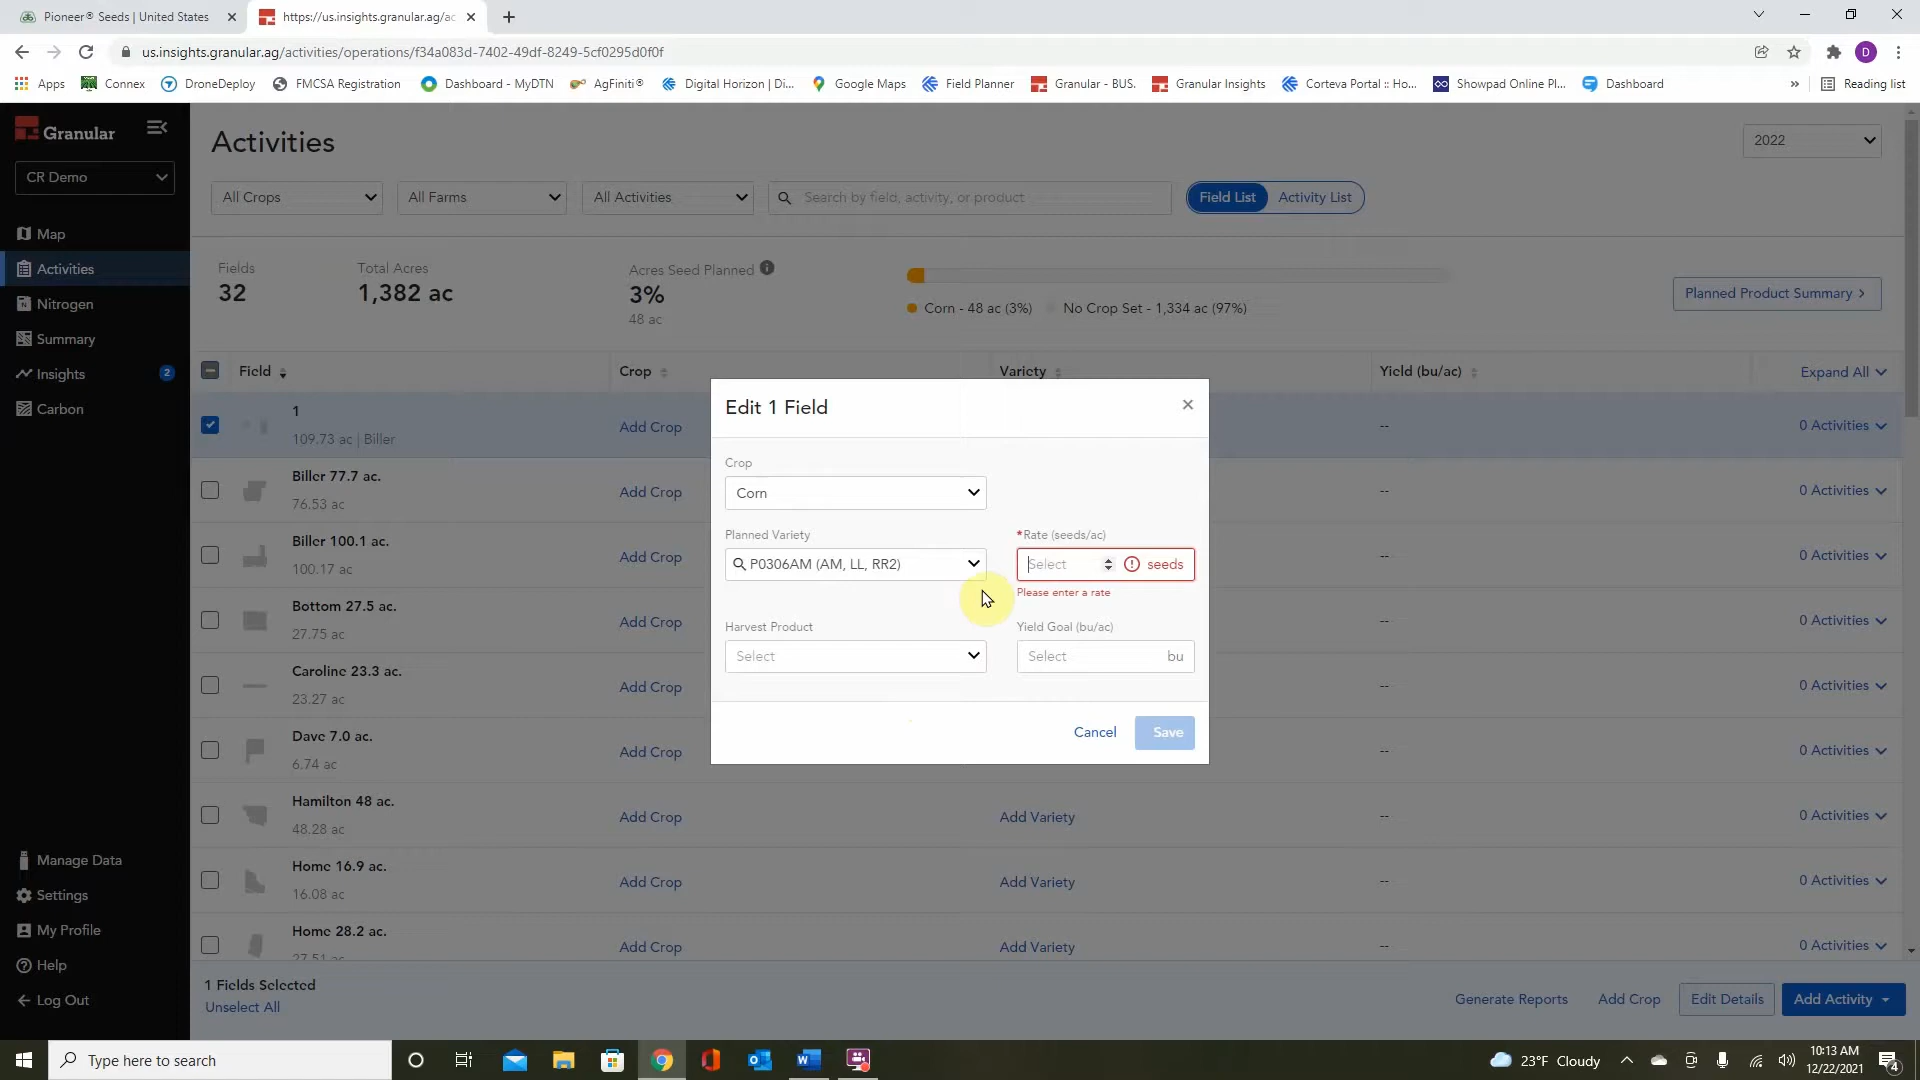 Pioneer® Seeds | United States
https://us.insights.granular.ag/ac
us.insights.granular.ag/activities/operations/f34a083d-7402-49df-8249-5cf0295d0f0f
D
Apps
Connex
DroneDeploy
FMCSA Registration
Dashboard - MyDTN
AgFiniti®
Digital Horizon | Di...
Google Maps
Field Planner
Granular - BUS.
Granular Insights
Corteva Portal :: Ho...
Showpad Online Pl...
Dashboard
»
Reading list
Granular
CR Demo
Map
Activities
Nitrogen
Summary
Insights 2
Carbon
Manage Data
Settings
My Profile
Help
Log Out
Activities
2022
All Crops
All Farms
All Activities
Search by field, activity, or product
Field List
Activity List
Fields
32
Total Acres
1,382 ac
Acres Seed Planned
3%
48 ac
Corn - 48 ac (3%)
No Crop Set - 1,334 ac (97%)
Planned Product Summary
Field
Crop
Variety
Yield (bu/ac)
Expand All
1
109.73 ac | Biller
Add Crop
--
0 Activities
Biller 77.7 ac.
76.53 ac
Add Crop
--
0 Activities
Biller 100.1 ac.
100.17 ac
Add Crop
--
0 Activities
Bottom 27.5 ac.
27.75 ac
Add Crop
--
0 Activities
Caroline 23.3 ac.
23.27 ac
Add Crop
--
0 Activities
Dave 7.0 ac.
6.74 ac
Add Crop
--
0 Activities
Hamilton 48 ac.
48.28 ac
Add Crop
Add Variety
--
0 Activities
Home 16.9 ac.
16.08 ac
Add Crop
Add Variety
--
0 Activities
Home 28.2 ac.
27.51 ac
Add Crop
Add Variety
--
0 Activities
Edit 1 Field
Crop
Corn
Planned Variety
P0306AM (AM, LL, RR2)
*Rate (seeds/ac)
Select
seeds
Please enter a rate
Harvest Product
Select
Yield Goal (bu/ac)
Select
bu
Cancel
Save
1 Fields Selected
Unselect All
Generate Reports
Add Crop
Edit Details
Add Activity
Type here to search
23°F Cloudy
10:13 AM
12/22/2021
4